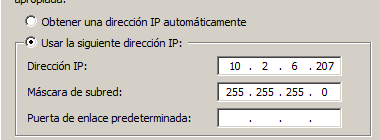 apropiada.
Obtener una dirección IP automáticamente
Usar la siguiente dirección IP:
Dirección IP: 10 . 2 . 6 . 207
Máscara de subred: 255 . 255 . 255 . 0
Puerta de enlace predeterminada: . . .